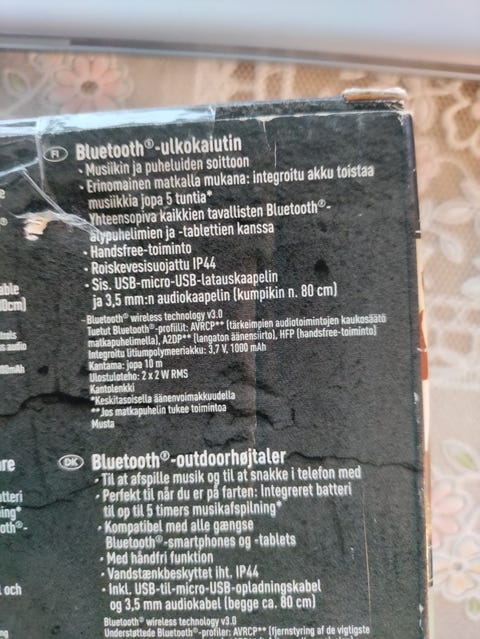 FI Bluetooth®-ulkokaiutin
• Musiikin ja puheluiden soittoon
• Erinomainen matkalla mukana: integroitu akku toistaa
musiikkia jopa 5 tuntia*
• Yhteensopiva kaikkien tavallisten Bluetooth®-
älypuhelimien ja -tablettien kanssa
• Handsfree-toiminto
• Roiskevesisuojattu IP44
• Sis. USB-micro-USB-latauskaapelin
ja 3,5 mm:n audiokaapelin (kumpikin n. 80 cm)
Bluetooth® wireless technology v3.0
Tuetut Bluetooth®-profiilit: AVRCP** (tärkeimpien audiotoimintojen kaukosäätö
matkapuhelimella), A2DP** (langaton äänensiirto), HFP (handsfree-toiminto)
Integroitu litiumpolymeeriakku: 3,7 V, 1000 mAh
Kantama: jopa 10 m
Ulostuloteho: 2 x 2 W RMS
Kantolenkki
*Keskitasoisella äänenvoimakkuudella
**Jos matkapuhelin tukee toimintoa
Musta
DK Bluetooth®-outdoorhøjtaler
• Til at afspille musik og til at snakke i telefon med
• Perfekt til når du er på farten: Integreret batteri
til op til 5 timers musikafspilning*
• Kompatibel med alle gængse
Bluetooth®-smartphones og -tablets
• Med håndfri funktion
• Vandstænkbeskyttet iht. IP44
• Inkl. USB-til-micro-USB-opladningskabel
og 3,5 mm audiokabel (begge ca. 80 cm)
Bluetooth® wireless technology v3.0
Understøttede Bluetooth®-profiler: AVRCP** (fjernstyring af de vigtigste